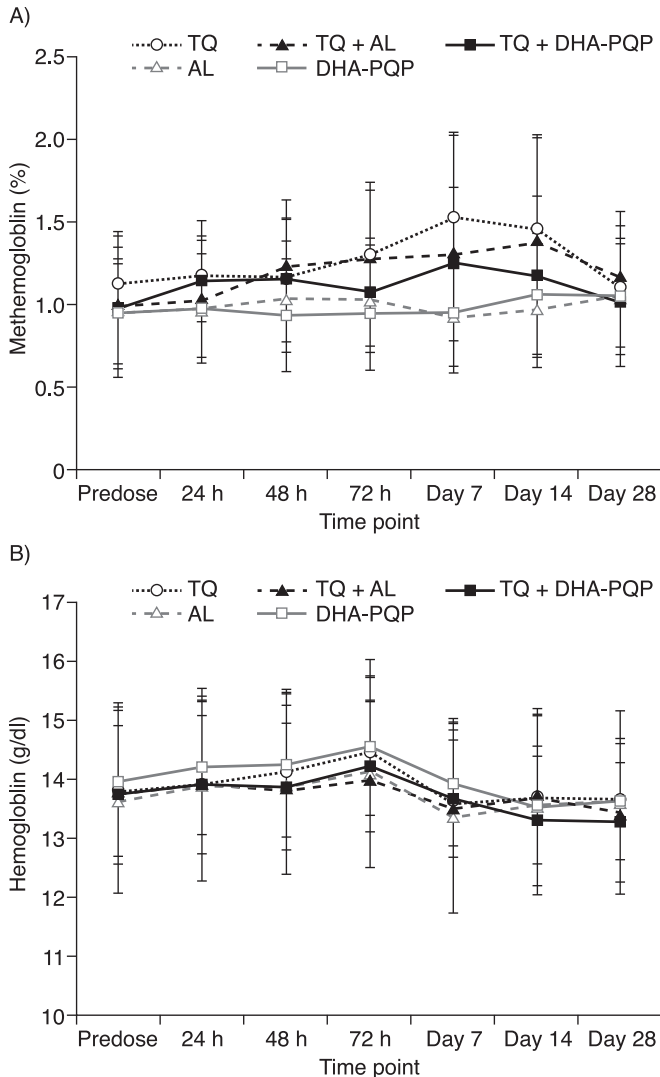 A)
TQ TQ + AL TQ + DHA-PQP
AL DHA-PQP
2.5
2.0
1.5
1.0
0.5
0
Methemogloblin (%)
Predose 24 h 48 h 72 h Day 7 Day 14 Day 28
Time point
B)
TQ TQ + AL TQ + DHA-PQP
AL DHA-PQP
17
16
15
14
13
12
11
10
Hemogloblin (g/dl)
Predose 24 h 48 h 72 h Day 7 Day 14 Day 28
Time point